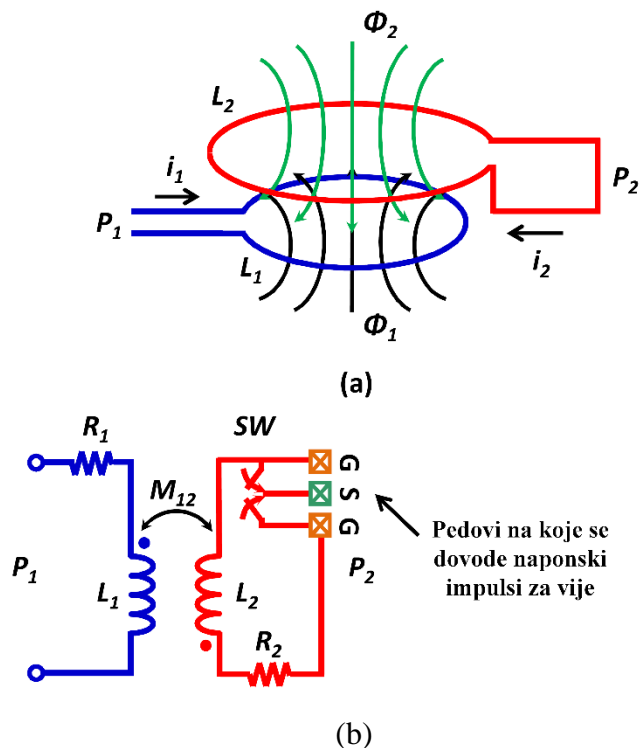 Φ2
L2
i1
P2
P1
L1
i2
Φ1
(a)
R1
SW
M12
G
S
G
P1
L1
L2
P2
R2
Pedovi na koje se
dovode naponski
impulsi za vije
(b)